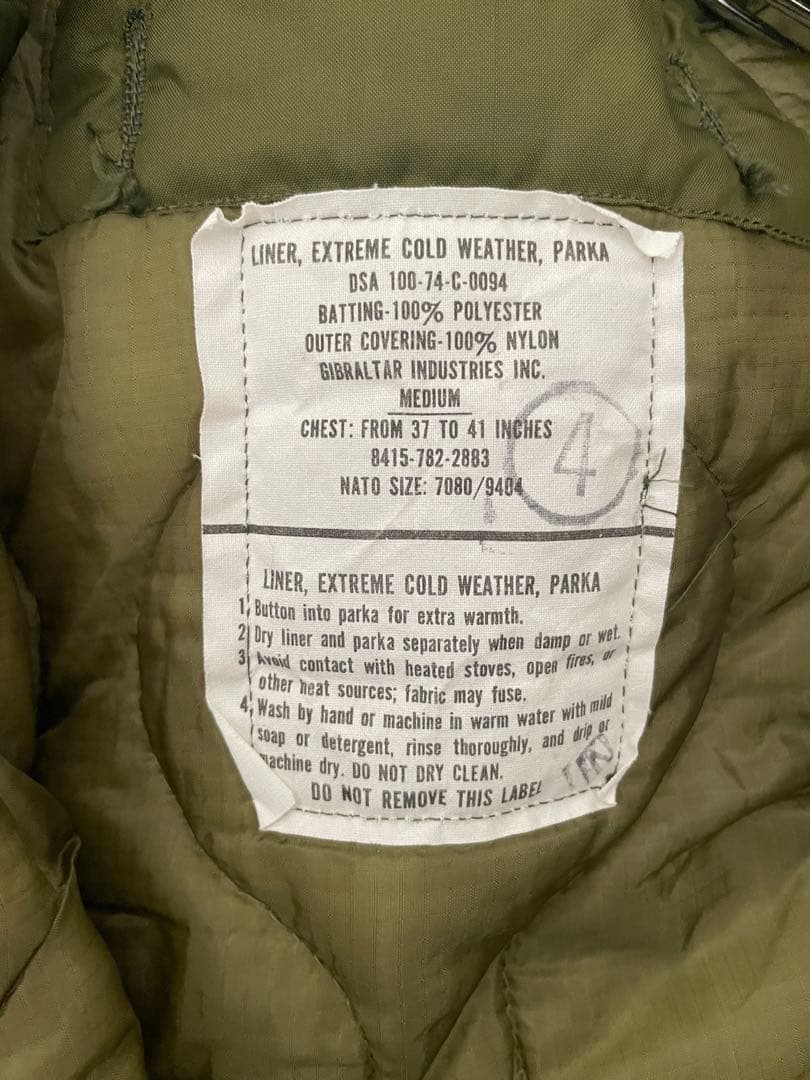 LINER, EXTREME COLD WEATHER, PARKA
DSA 100-74-C-0094
BATTING-100% POLYESTER
OUTER COVERING-100% NYLON
GIBRALTAR INDUSTRIES INC.
MEDIUM
CHEST: FROM 37 TO 41 INCHES
8415-782-2883
NATO SIZE: 7080/9404
4
LINER, EXTREME COLD WEATHER, PARKA
1. Button into parka for extra warmth.
2. Dry liner and parka separately when damp or wet.
3. Avoid contact with heated stoves, open fires, or
other heat sources; fabric may fuse.
4. Wash by hand or machine in warm water with mild
soap or detergent, rinse thoroughly, and drip or
machine dry. DO NOT DRY CLEAN.
DO NOT REMOVE THIS LABEL